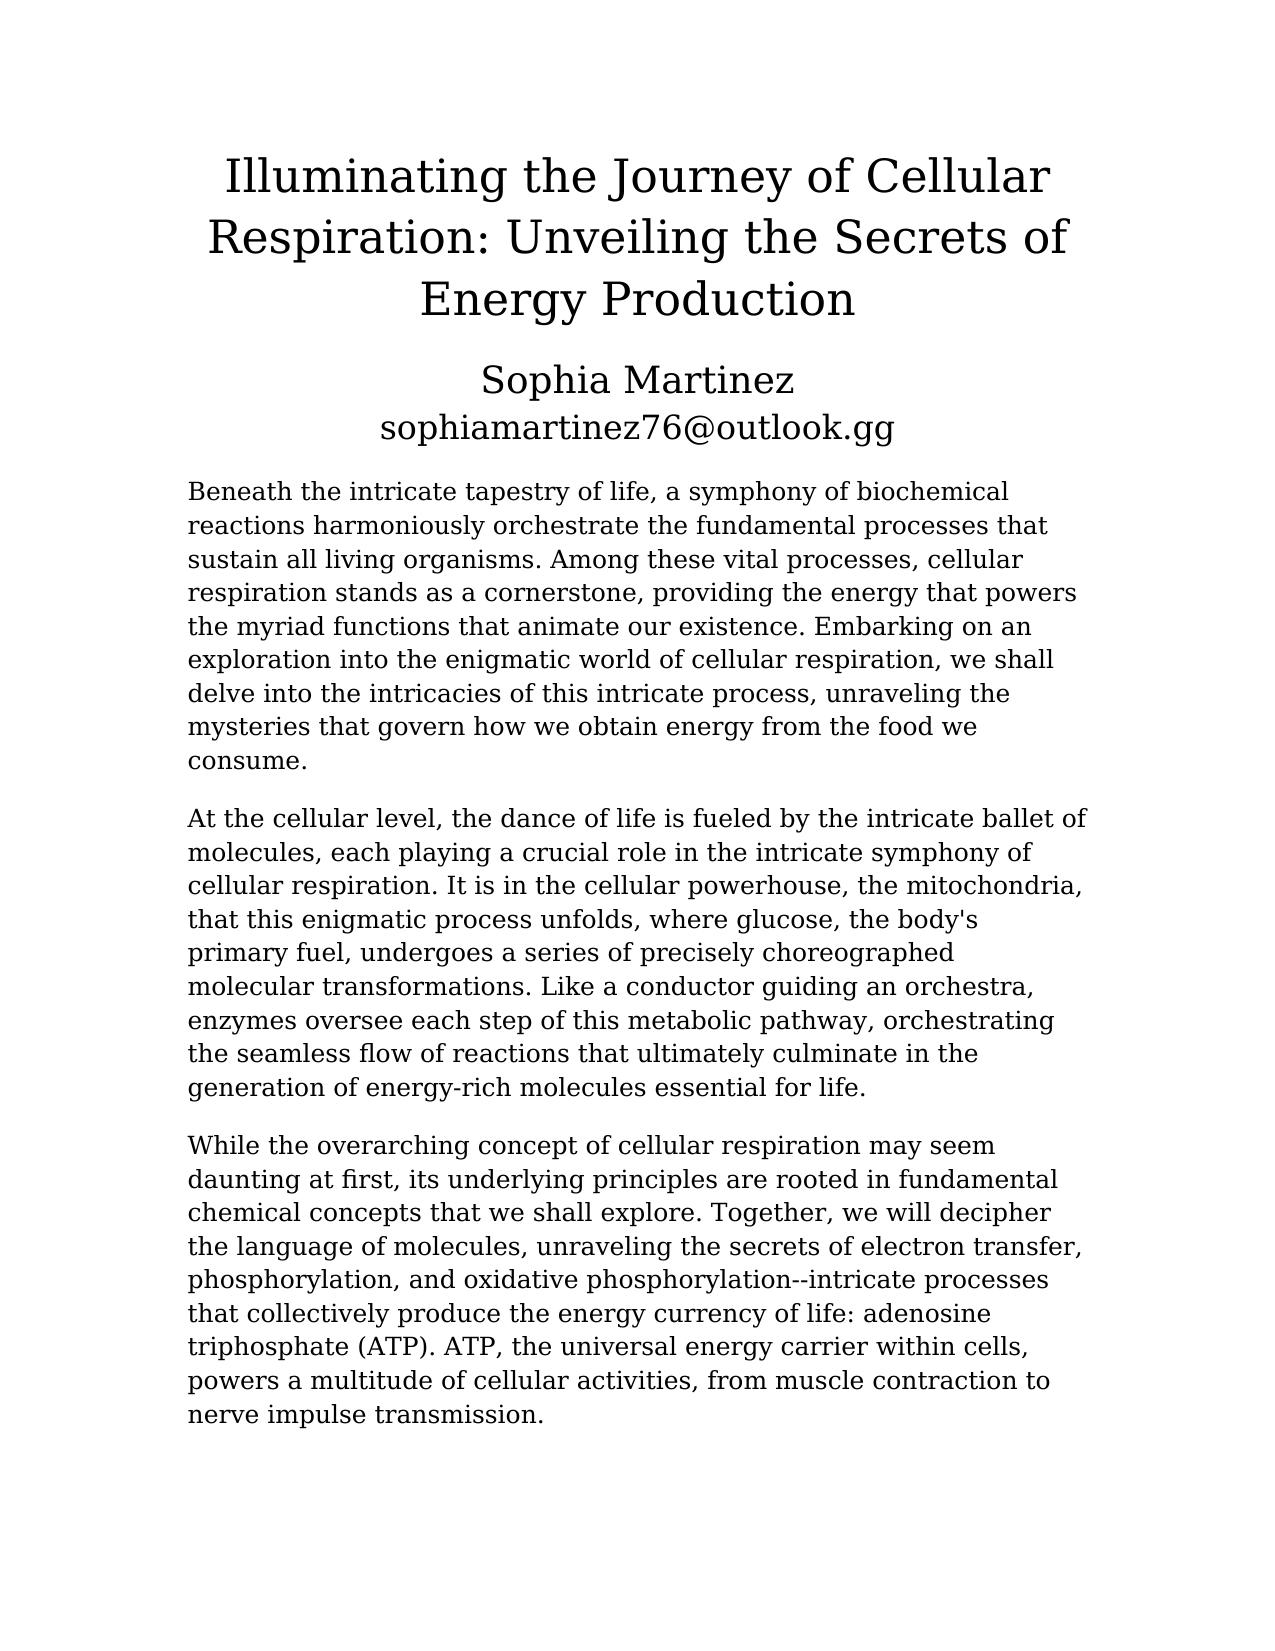 Illuminating the Journey of Cellular
Respiration: Unveiling the Secrets of
Energy Production
Sophia Martinez
sophiamartinez76@outlook.gg
Beneath the intricate tapestry of life, a symphony of biochemical
reactions harmoniously orchestrate the fundamental processes that
sustain all living organisms. Among these vital processes, cellular
respiration stands as a cornerstone, providing the energy that powers
the myriad functions that animate our existence. Embarking on an
exploration into the enigmatic world of cellular respiration, we shall
delve into the intricacies of this intricate process, unraveling the
mysteries that govern how we obtain energy from the food we
consume.
At the cellular level, the dance of life is fueled by the intricate ballet of
molecules, each playing a crucial role in the intricate symphony of
cellular respiration. It is in the cellular powerhouse, the mitochondria,
that this enigmatic process unfolds, where glucose, the body's
primary fuel, undergoes a series of precisely choreographed
molecular transformations. Like a conductor guiding an orchestra,
enzymes oversee each step of this metabolic pathway, orchestrating
the seamless flow of reactions that ultimately culminate in the
generation of energy-rich molecules essential for life.
While the overarching concept of cellular respiration may seem
daunting at first, its underlying principles are rooted in fundamental
chemical concepts that we shall explore. Together, we will decipher
the language of molecules, unraveling the secrets of electron transfer,
phosphorylation, and oxidative phosphorylation--intricate processes
that collectively produce the energy currency of life: adenosine
triphosphate (ATP). ATP, the universal energy carrier within cells,
powers a multitude of cellular activities, from muscle contraction to
nerve impulse transmission.